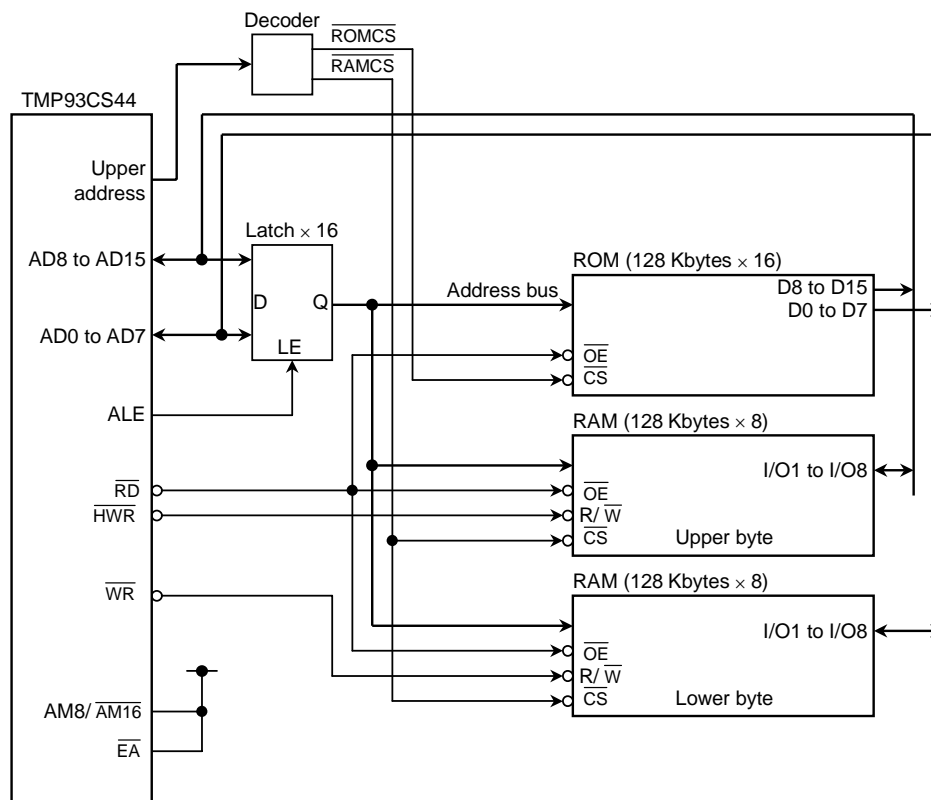 Decoder
ROMCS
RAMCS
TMP93CS44
Upper
address
Latch × 16
AD8 to AD15
D
Q
AD0 to AD7
LE
Address bus
ROM (128 Kbytes × 16)
D8 to D15
D0 to D7
OE
CS
ALE
RAM (128 Kbytes × 8)
I/O1 to I/O8
RD
OE
HWR
R/ W
CS
Upper byte
WR
RAM (128 Kbytes × 8)
I/O1 to I/O8
OE
R/ W
CS
Lower byte
AM8/ AM16
EA